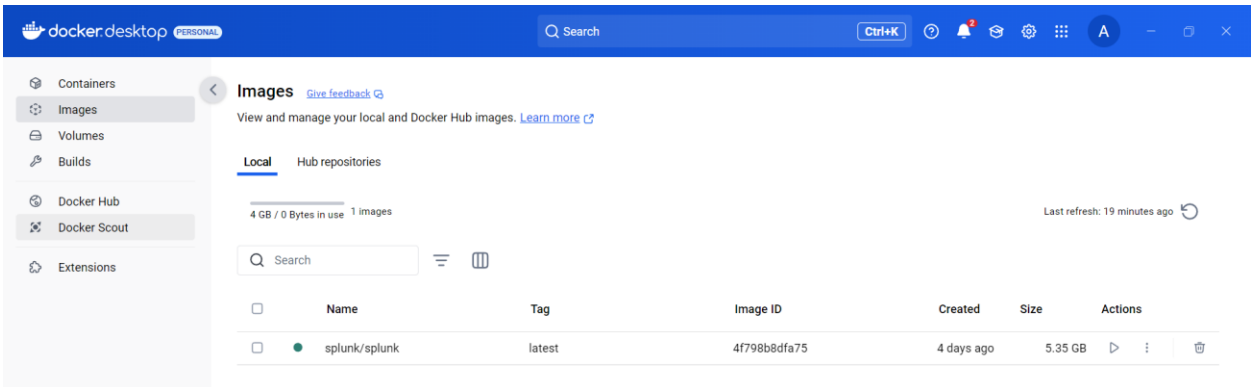 docker.desktop PERSONAL Search Ctrl+K 2 A
Containers
Images
Volumes
Builds
Docker Hub
Docker Scout
Extensions
Images Give feedback
View and manage your local and Docker Hub images. Learn more
Local Hub repositories
4 GB / 0 Bytes in use 1 images Last refresh: 19 minutes ago
Search
Name Tag Image ID Created Size Actions
splunk/splunk latest 4f798b8dfa75 4 days ago 5.35 GB